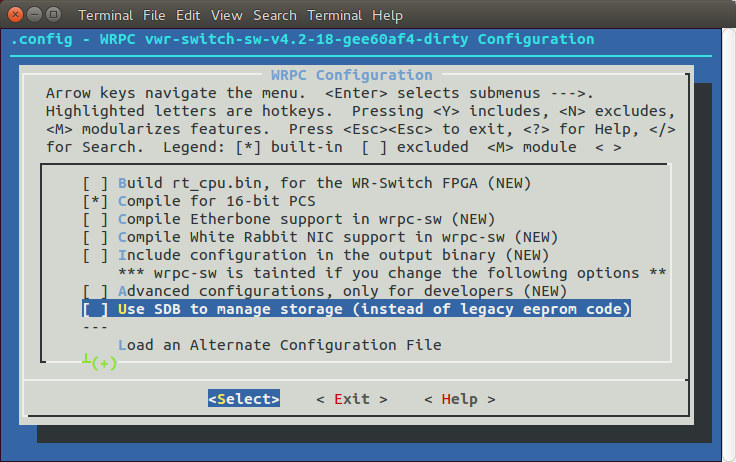 Terminal File Edit View Search Terminal Help
.config - WRPC vwr-switch-sw-v4.2-18-gee60af4-dirty Configuration
WRPC Configuration
Arrow keys navigate the menu. <Enter> selects submenus --->.
Highlighted letters are hotkeys. Pressing <Y> includes, <N> excludes,
<M> modularizes features. Press <Esc><Esc> to exit, <?> for Help, </>
for Search. Legend: [*] built-in [ ] excluded <M> module < >
[ ] Build rt_cpu.bin, for the WR-Switch FPGA (NEW)
[*] Compile for 16-bit PCS
[ ] Compile Etherbone support in wrpc-sw (NEW)
[ ] Compile White Rabbit NIC support in wrpc-sw (NEW)
[ ] Include configuration in the output binary (NEW)
*** wrpc-sw is tainted if you change the following options **
[ ] Advanced configurations, only for developers (NEW)
[ ] Use SDB to manage storage (instead of legacy eeprom code)
---
Load an Alternate Configuration File
┴(+)
<Select> < Exit > < Help >